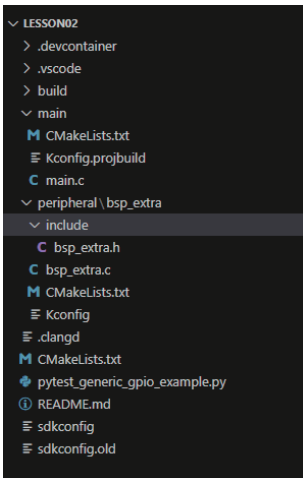 LESSON02
.devcontainer
.vscode
build
main
CMakeLists.txt
Kconfig.projbuild
C main.c
peripheral\bsp_extra
include
C bsp_extra.h
C bsp_extra.c
CMakeLists.txt
Kconfig
.clangd
CMakeLists.txt
pytest_generic_gpio_example.py
README.md
sdkconfig
sdkconfig.old